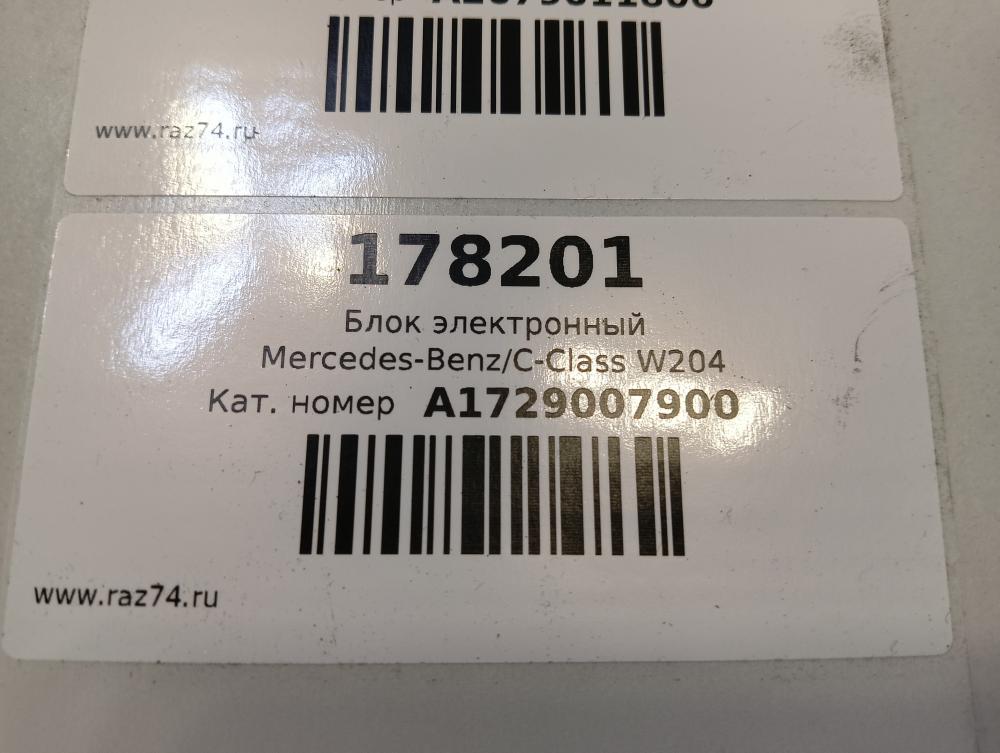 www.raz74.ru
178201
Блок электронный
Mercedes-Benz/C-Class W204
Кат. номер A1729007900
www.raz74.ru